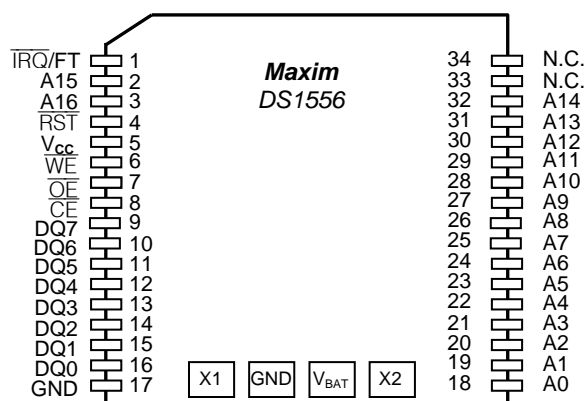 IRQ/FT 1 Maxim 34 N.C.
A15 2 DS1556 33 N.C.
A16 3 32 A14
RST 4 31 A13
VCC 5 30 A12
WE 6 29 A11
OE 7 28 A10
CE 8 27 A9
DQ7 9 26 A8
DQ6 10 25 A7
DQ5 11 24 A6
DQ4 12 23 A5
DQ3 13 22 A4
DQ2 14 21 A3
DQ1 15 20 A2
DQ0 16 19 A1
GND 17 X1 GND VBAT X2 18 A0